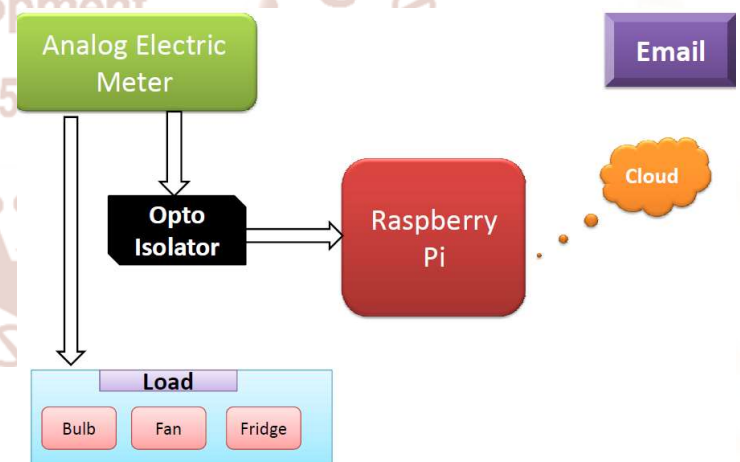 Analog Electric
Meter
Email
Cloud
Opto
Isolator
Raspberry
Pi
Load
Bulb
Fan
Fridge